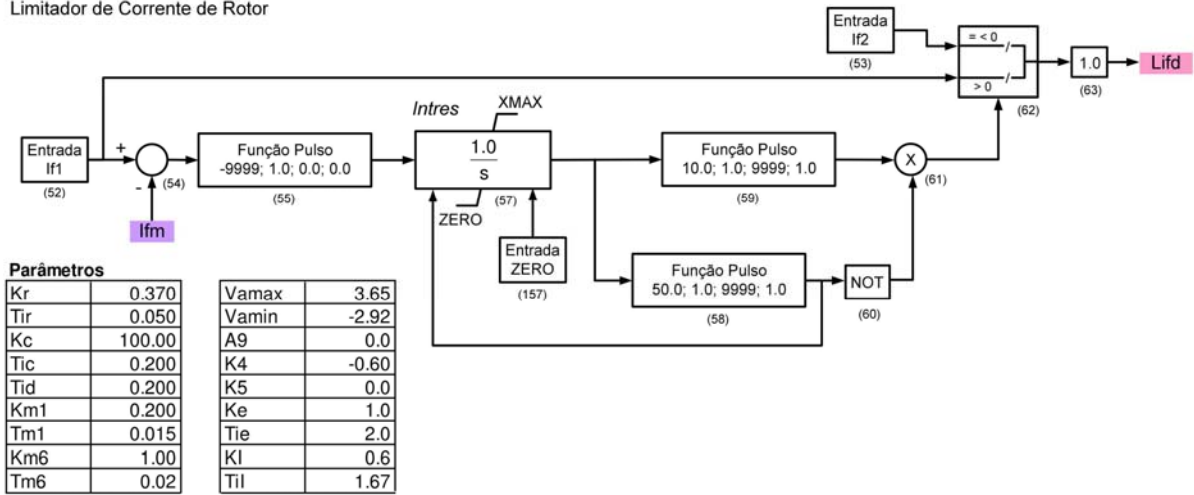 Limitador de Corrente de Rotor
Entrada
If2
(53)
= < 0
> 0
(62)
1.0
(63)
Lifd
Entrada
If1
(52)
+
-
(54)
Ifm
Função Pulso
-9999; 1.0; 0.0; 0.0
(55)
Intres
XMAX
1.0
s
ZERO
(57)
Entrada
ZERO
(157)
Função Pulso
10.0; 1.0; 9999; 1.0
(59)
X
(61)
Função Pulso
50.0; 1.0; 9999; 1.0
(58)
NOT
(60)
Parâmetros
Kr 0.370
Tir 0.050
Kc 100.00
Tic 0.200
Tid 0.200
Km1 0.200
Tm1 0.015
Km6 1.00
Tm6 0.02
Vamax 3.65
Vamin -2.92
A9 0.0
K4 -0.60
K5 0.0
Ke 1.0
Tie 2.0
KI 0.6
Til 1.67